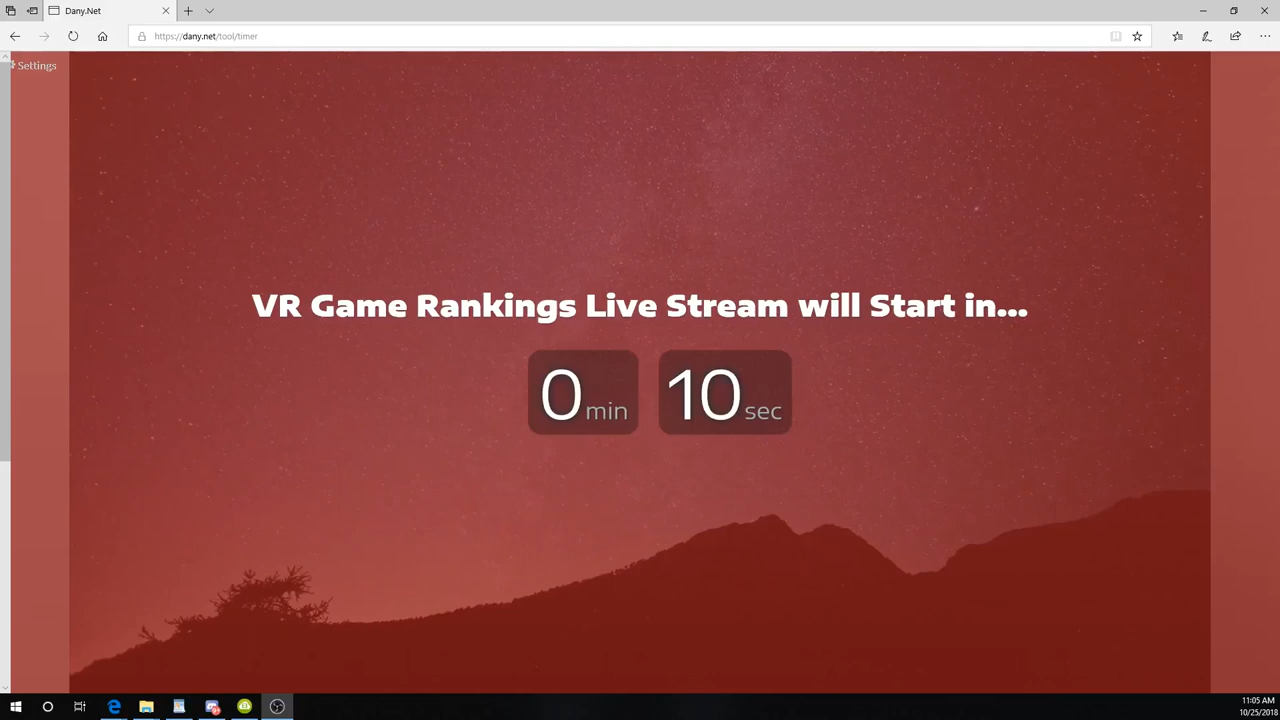 Dany.Net
https://dany.net/tool/timer
Settings
VR Game Rankings Live Stream will Start in...
0 min 10 sec
11:05 AM
10/25/2018